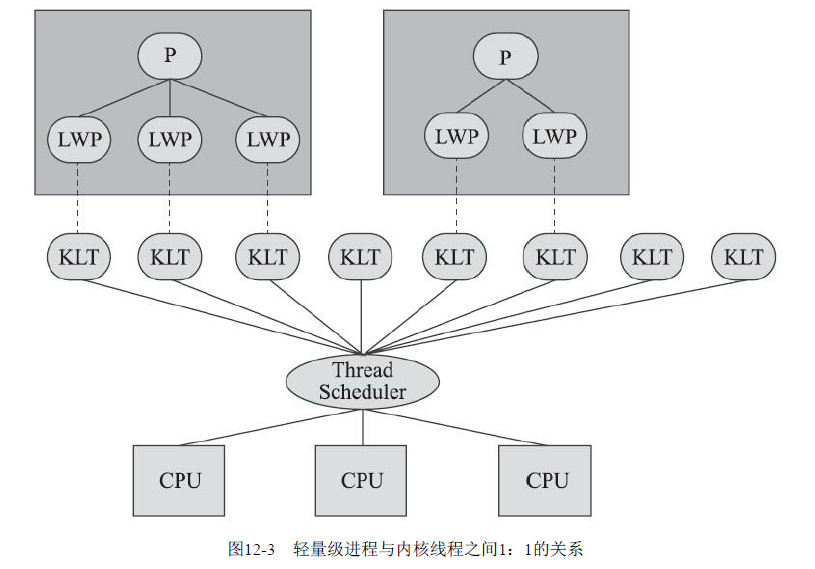 P
P
LWP
LWP
LWP
LWP
LWP
KLT
KLT
KLT
KLT
KLT
KLT
KLT
KLT
Thread
Scheduler
CPU
CPU
CPU
图12-3 轻量级进程与内核线程之间1：1的关系